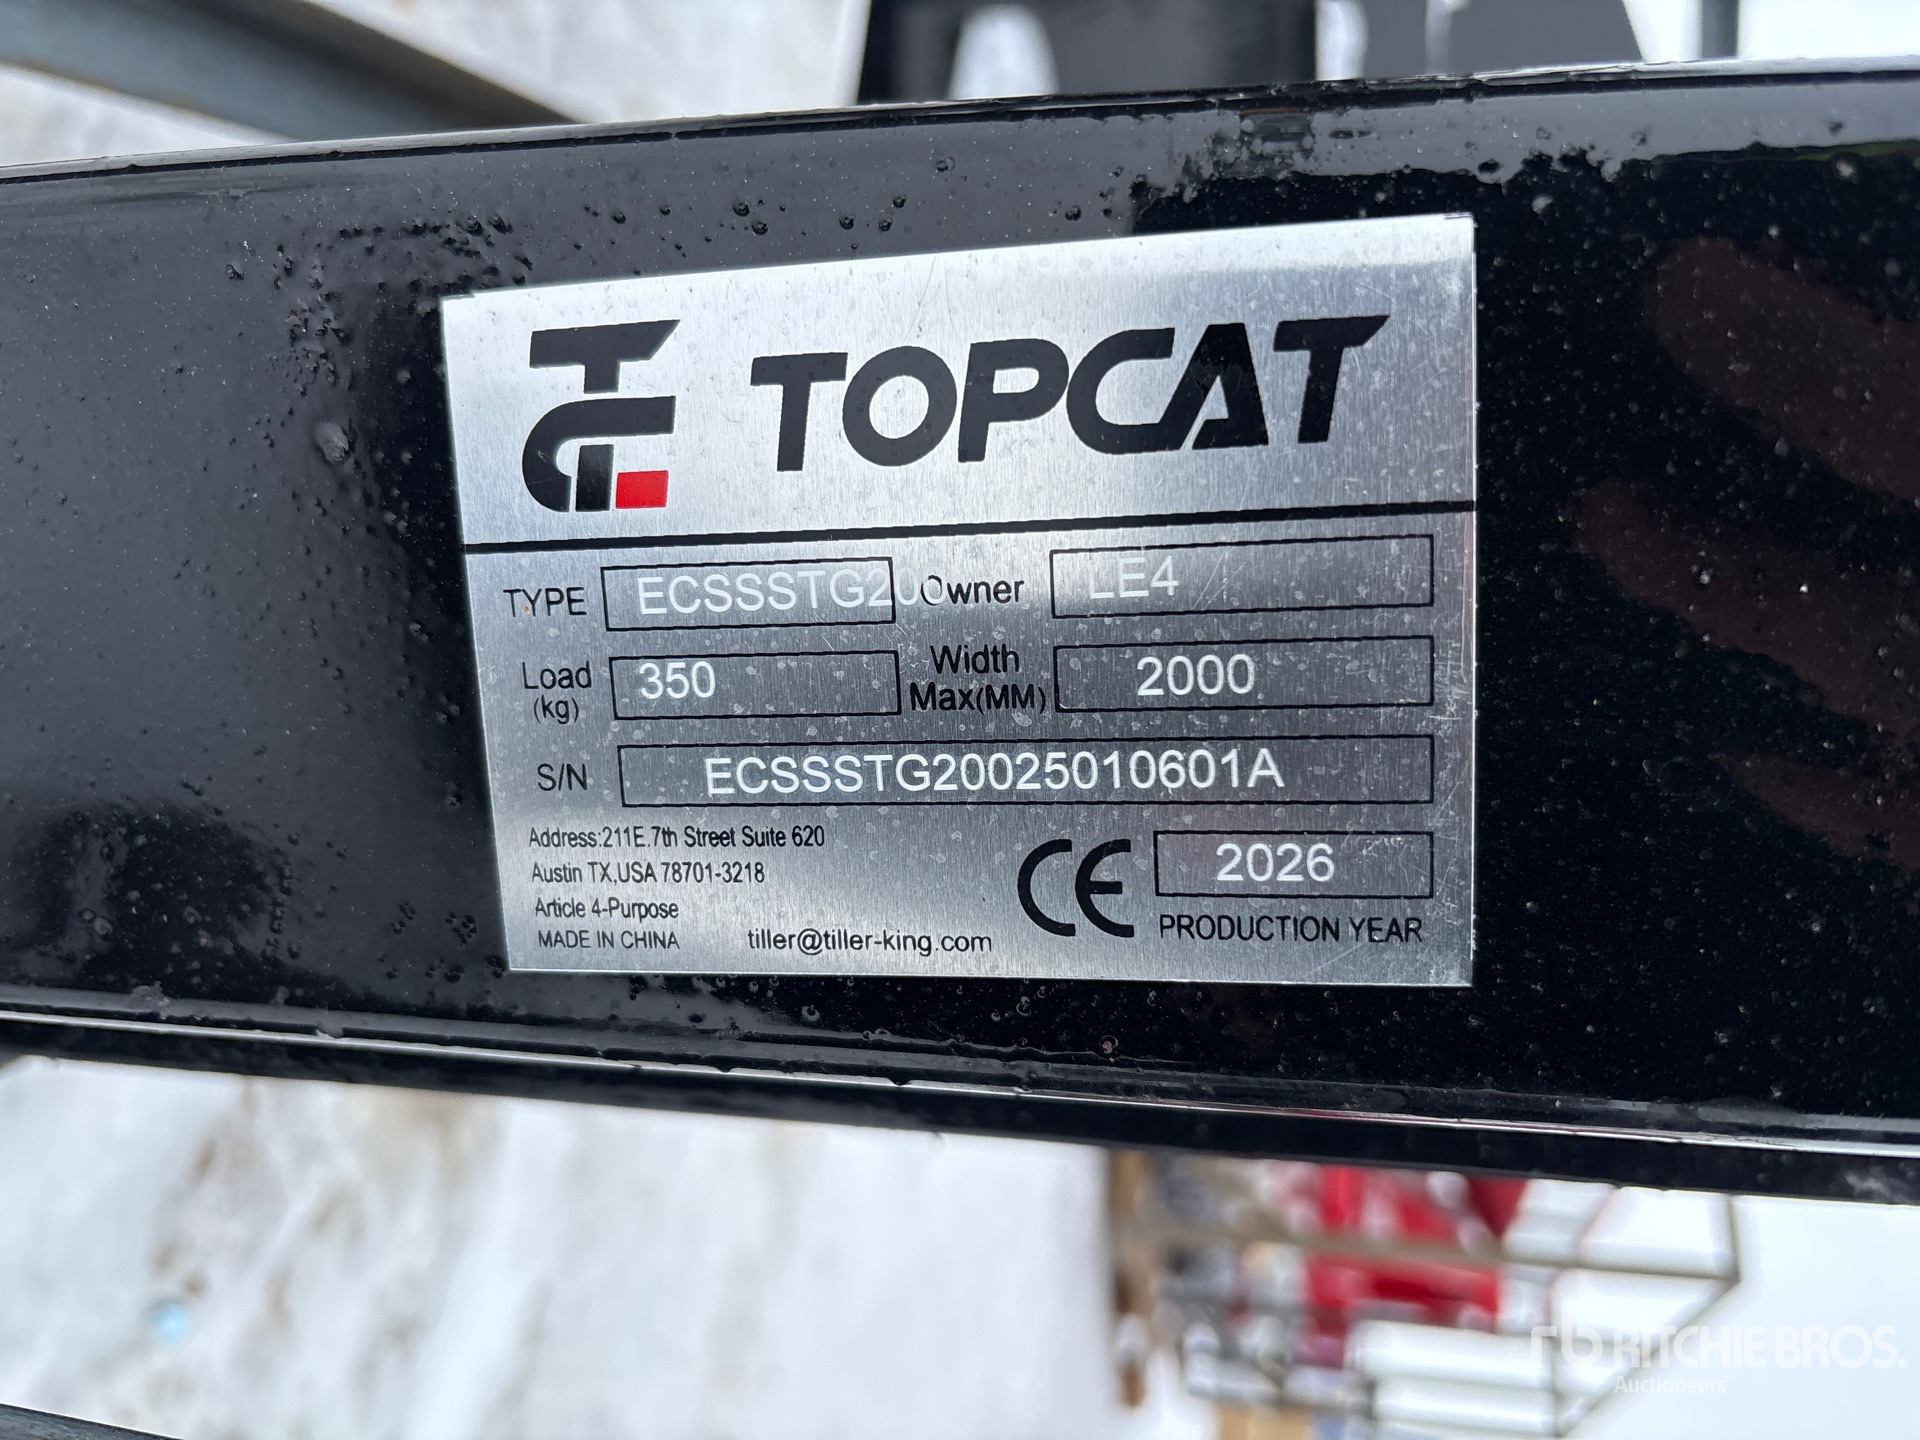 TOPCAT
TYPE ECSSSTG200 Owner LE4
Load (kg) 350 Width Max(MM) 2000
S/N ECSSSTG20025010601A
Address:211E.7th Street Suite 620
Austin TX,USA 78701-3218
Article 4-Purpose
MADE IN CHINA tiller@tiller-king.com
CE 2026
PRODUCTION YEAR
rb RITCHIE BROS.
Auctioneers